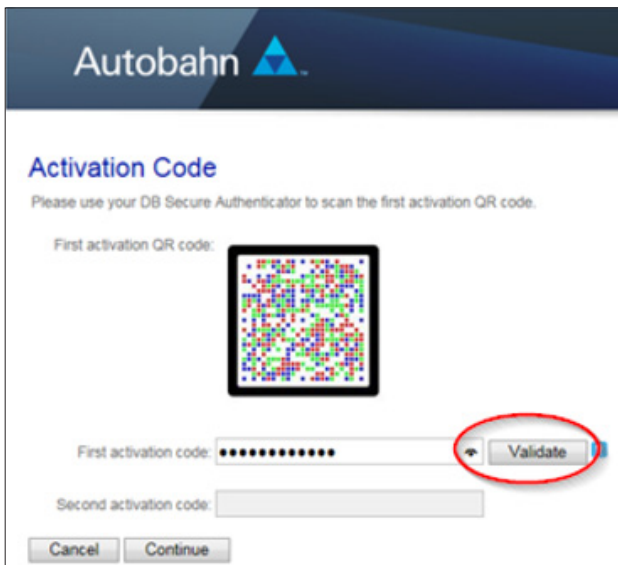 Autobahn
Activation Code
Please use your DB Secure Authenticator to scan the first activation QR code.
First activation QR code:
First activation code: ●●●●●●●●●●●● Validate
Second activation code:
Cancel Continue